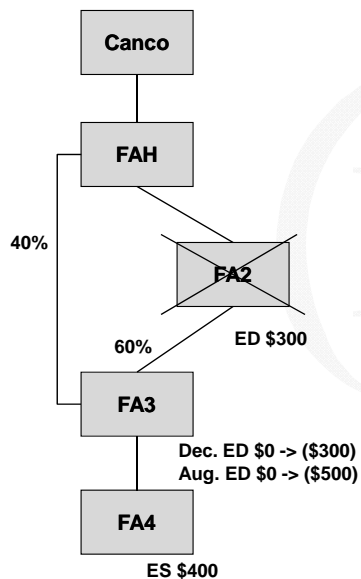 Canco
FAH
40%
FA2
60%
ED $300
FA3
Dec. ED $0 -> ($300)
Aug. ED $0 -> ($500)
FA4
ES $400